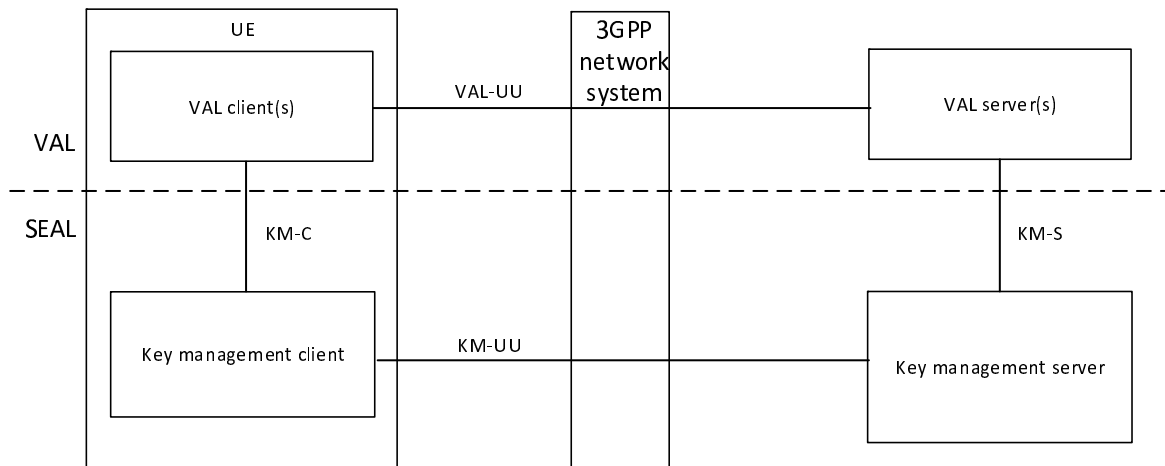 UE
3GPP
network
system
VAL client(s)
VAL-UU
VAL server(s)
VAL
SEAL
KM-C
KM-S
Key management client
KM-UU
Key management server